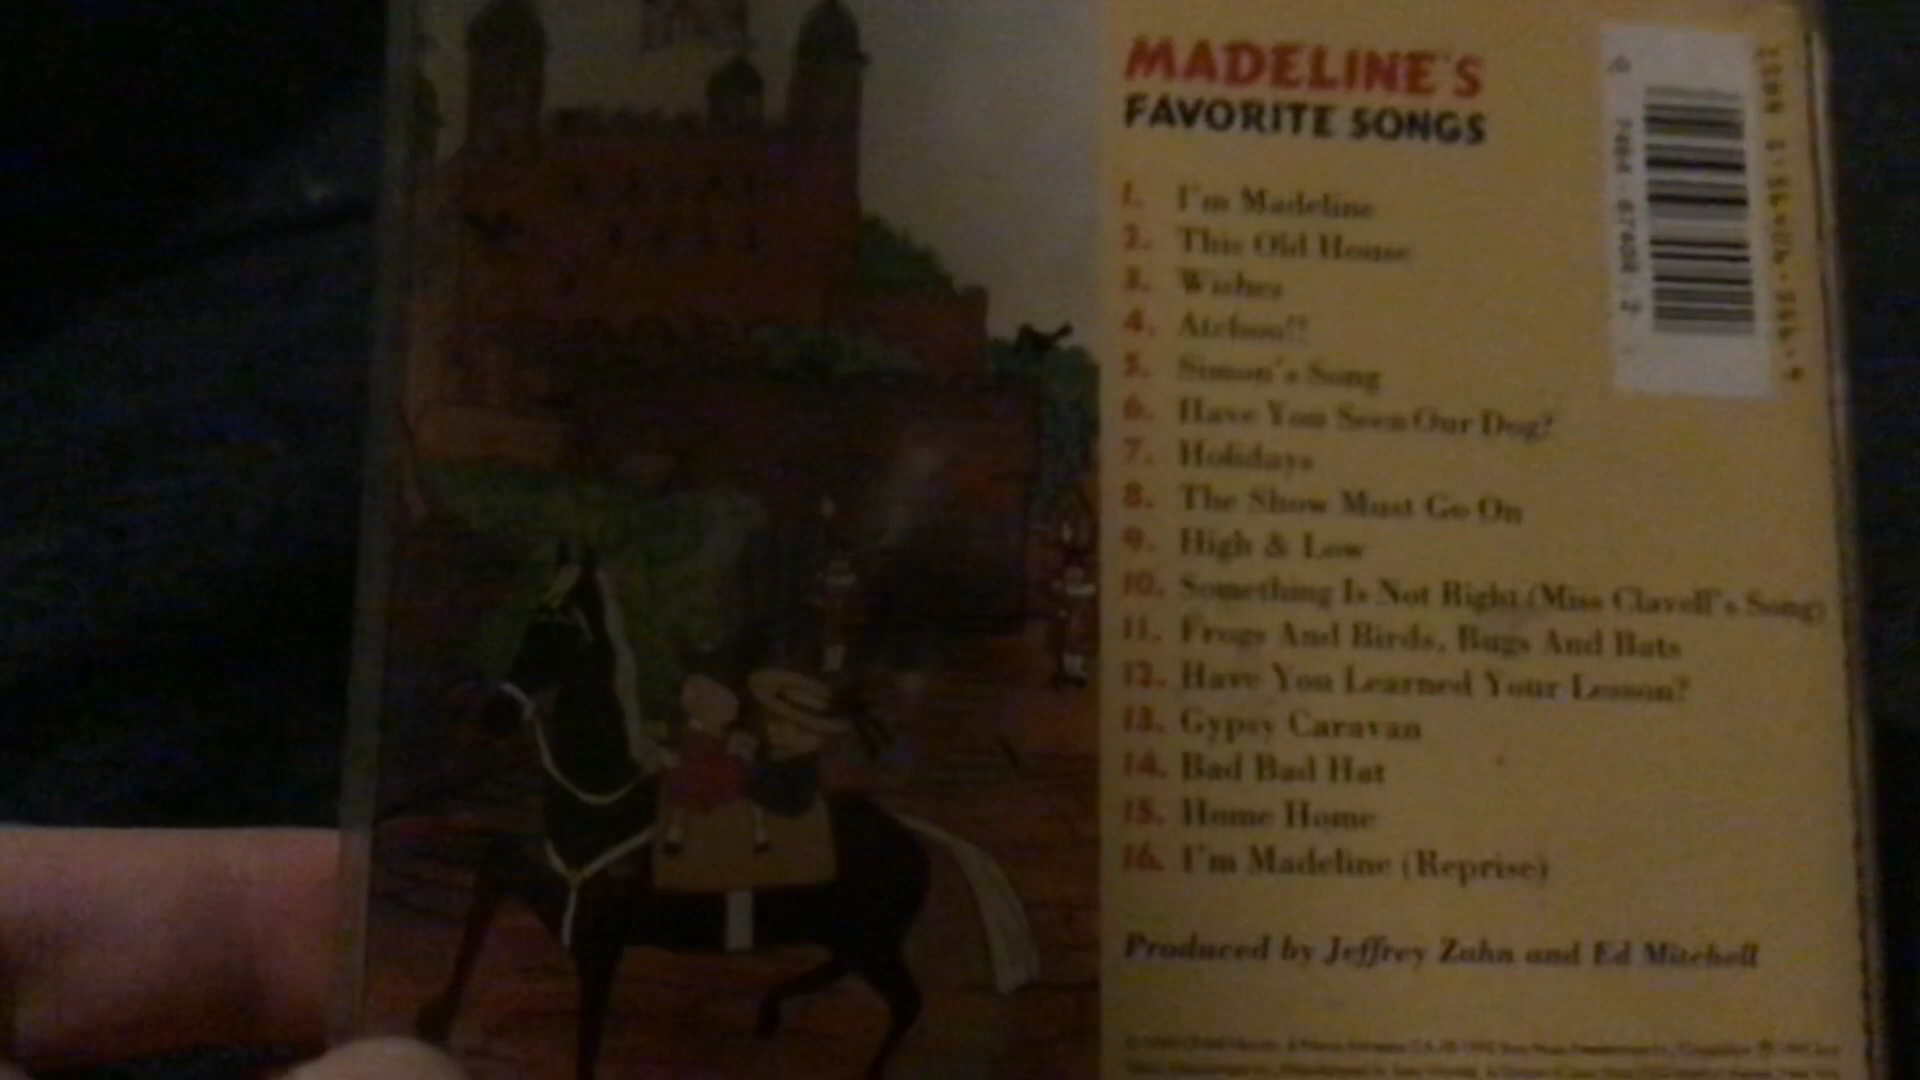 MADELINE'S
FAVORITE SONGS
1. I'm Madeline
2. This Old House
3. Wishes
4. Atchoo!!
5. Simon's Song
6. Have You Seen Our Dog?
7. Holidays
8. The Show Must Go On
9. High & Low
10. Something Is Not Right (Miss Clavell's Song)
11. Frogs And Birds, Bugs And Bats
12. Have You Learned Your Lesson?
13. Gypsy Caravan
14. Bad Bad Hat
15. Home Home
16. I'm Madeline (Reprise)
Produced by Jeffrey Zahn and Ed Mitchell